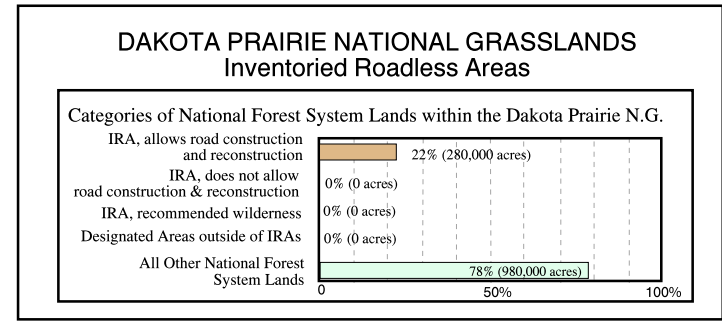 DAKOTA PRAIRIE NATIONAL GRASSLANDS
Inventoried Roadless Areas
Categories of National Forest System Lands within the Dakota Prairie N.G.
IRA, allows road construction
and reconstruction
22% (280,000 acres)
IRA, does not allow
road construction & reconstruction
0% (0 acres)
IRA, recommended wilderness
0% (0 acres)
Designated Areas outside of IRAs
0% (0 acres)
All Other National Forest
System Lands
78% (980,000 acres)
0
50%
100%